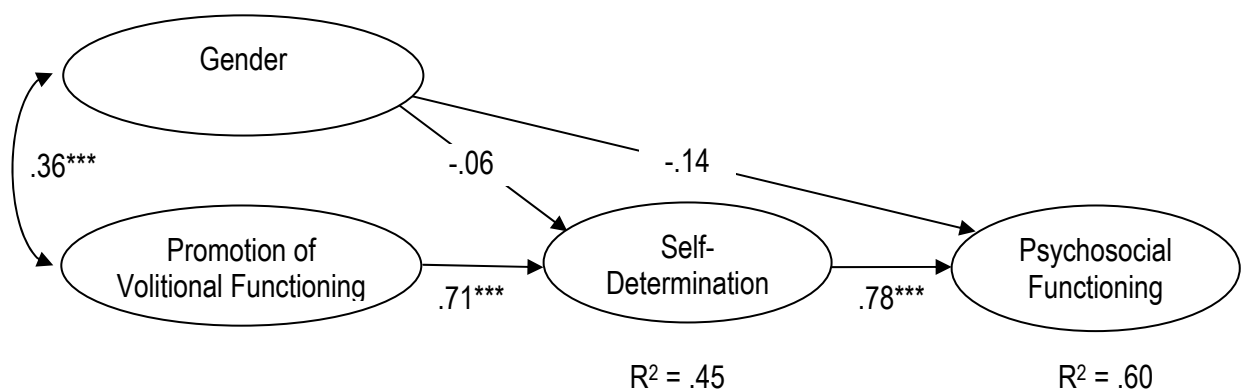 Gender
.36***
-.06
-.14
Promotion of
Volitional Functioning
.71***
Self-
Determination
.78***
Psychosocial
Functioning
R² = .45
R² = .60